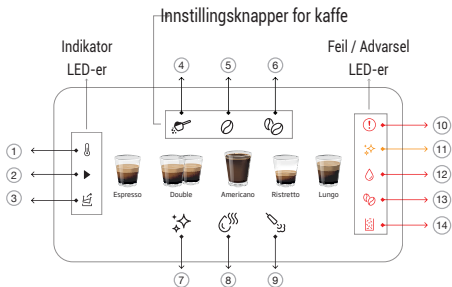 Innstillingsknapper for kaffe
Indikator
LED-er
Feil / Advarsel
LED-er
4
5
6
1
2
3
10
11
12
13
14
Espresso
Double
Americano
Ristretto
Lungo
7
8
9